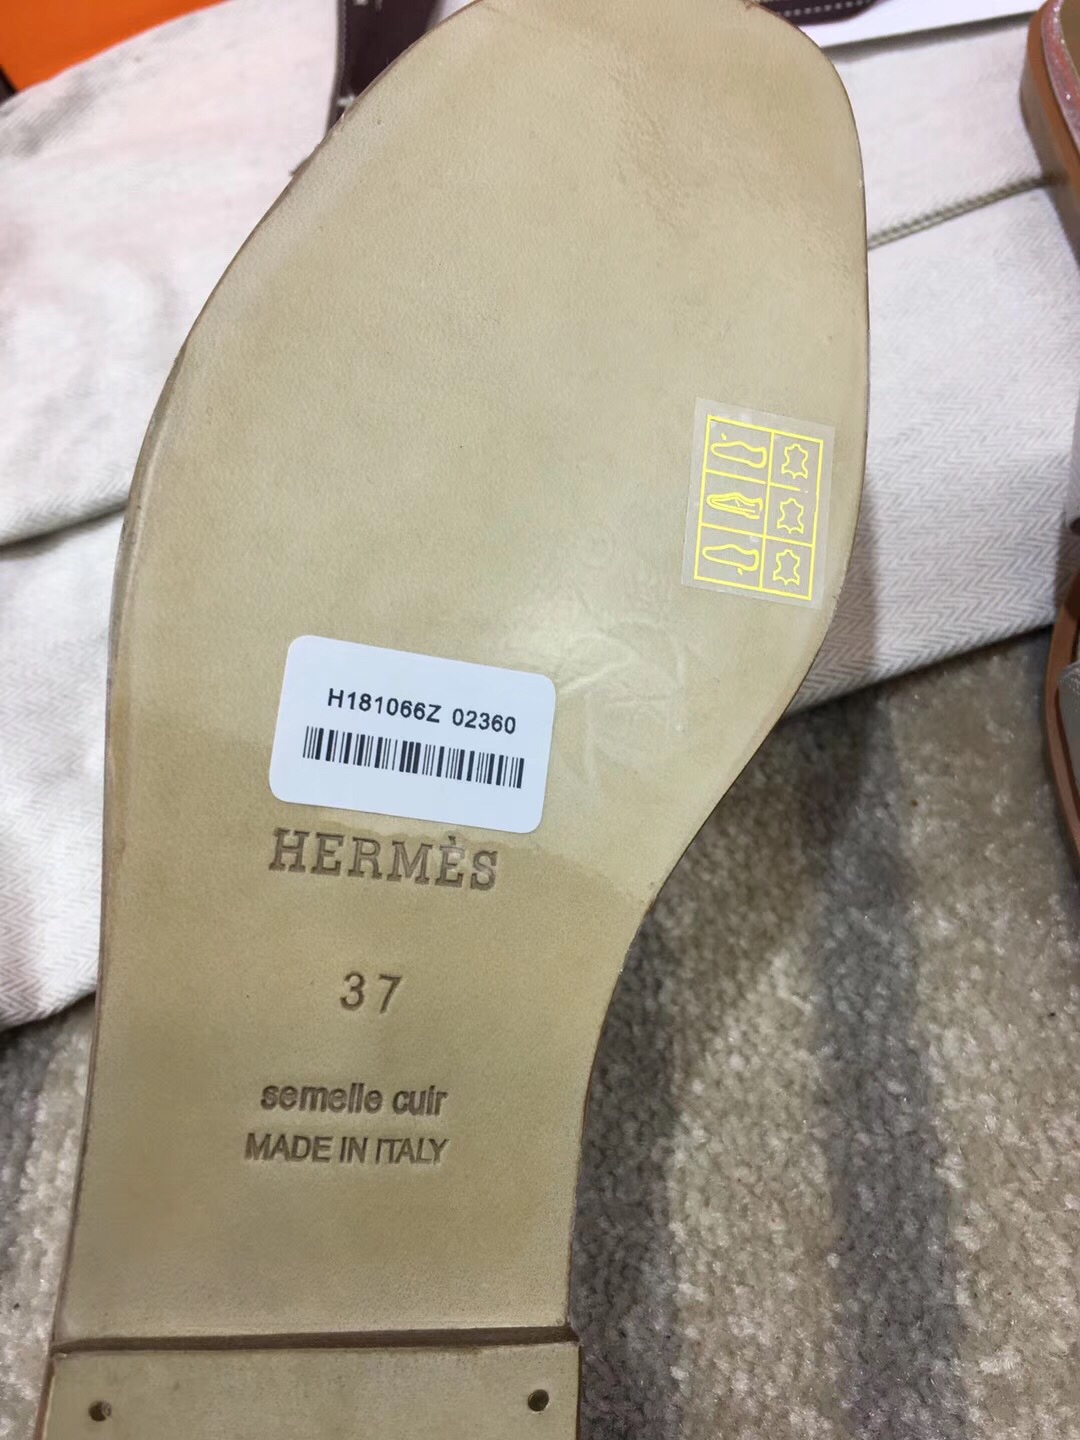 H181066Z 02360
HERMÈS
37
semelle cuir
MADE IN ITALY